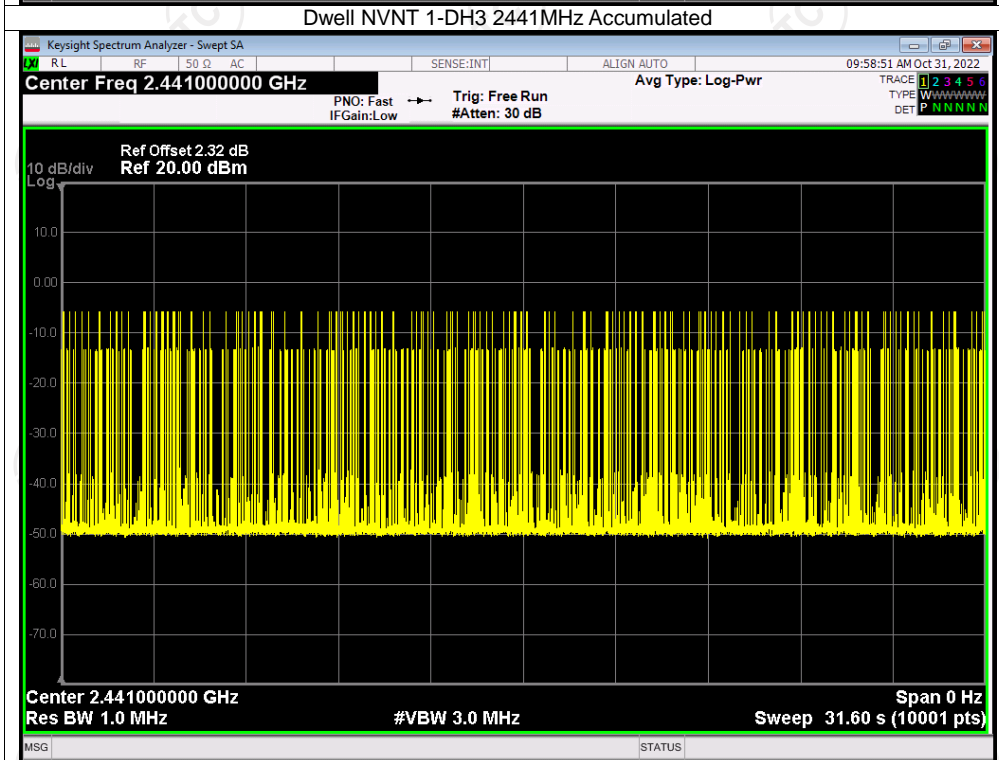 Dwell NVNT 1-DH3 2441MHz Accumulated
Keysight Spectrum Analyzer - Swept SA
LXI RL RF 50 Ω AC SENSE:INT ALIGN AUTO 09:58:51 AM Oct 31, 2022
Center Freq 2.441000000 GHz Avg Type: Log-Pwr TRACE 1 2 3 4 5 6
PNO: Fast Trig: Free Run TYPE WWWWWW
IFGain:Low #Atten: 30 dB DET P N N N N N
Ref Offset 2.32 dB
10 dB/div Ref 20.00 dBm
Log
10.0
0.00
-10.0
-20.0
-30.0
-40.0
-50.0
-60.0
-70.0
Center 2.441000000 GHz Span 0 Hz
Res BW 1.0 MHz #VBW 3.0 MHz Sweep 31.60 s (10001 pts)
MSG STATUS